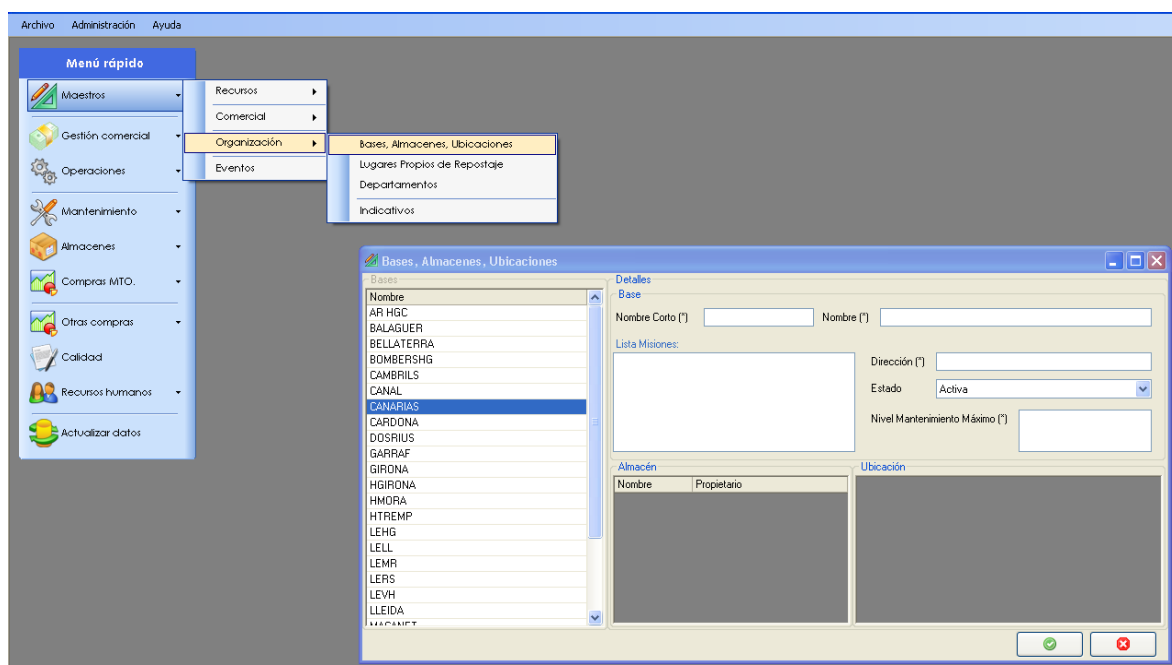 Archivo Administración Ayuda
Menú rápido
Maestros
Gestión comercial
Operaciones
Mantenimiento
Almacenes
Compras MTO.
Otras compras
Calidad
Recursos humanos
Actualizar datos
Recursos
Comercial
Organización
Eventos
Bases, Almacenes, Ubicaciones
Lugares Propios de Repostaje
Departamentos
Indicativos
Bases, Almacenes, Ubicaciones
Bases
Nombre
AR HGC
BALAGUER
BELLATERRA
BOMBERSHG
CAMBRILS
CANAL
CANARIAS
CARDONA
DOSRIUS
GARRAF
GIRONA
HGIRONA
HMORA
HTREMP
LEHG
LELL
LEMR
LERS
LEVH
LLEIDA
Detalles
Base
Nombre Corto (*) Nombre (*)
Lista Misiones:
Dirección (*)
Estado Activa
Nivel Mantenimiento Máximo (*)
Almacén
Nombre Propietario
Ubicación